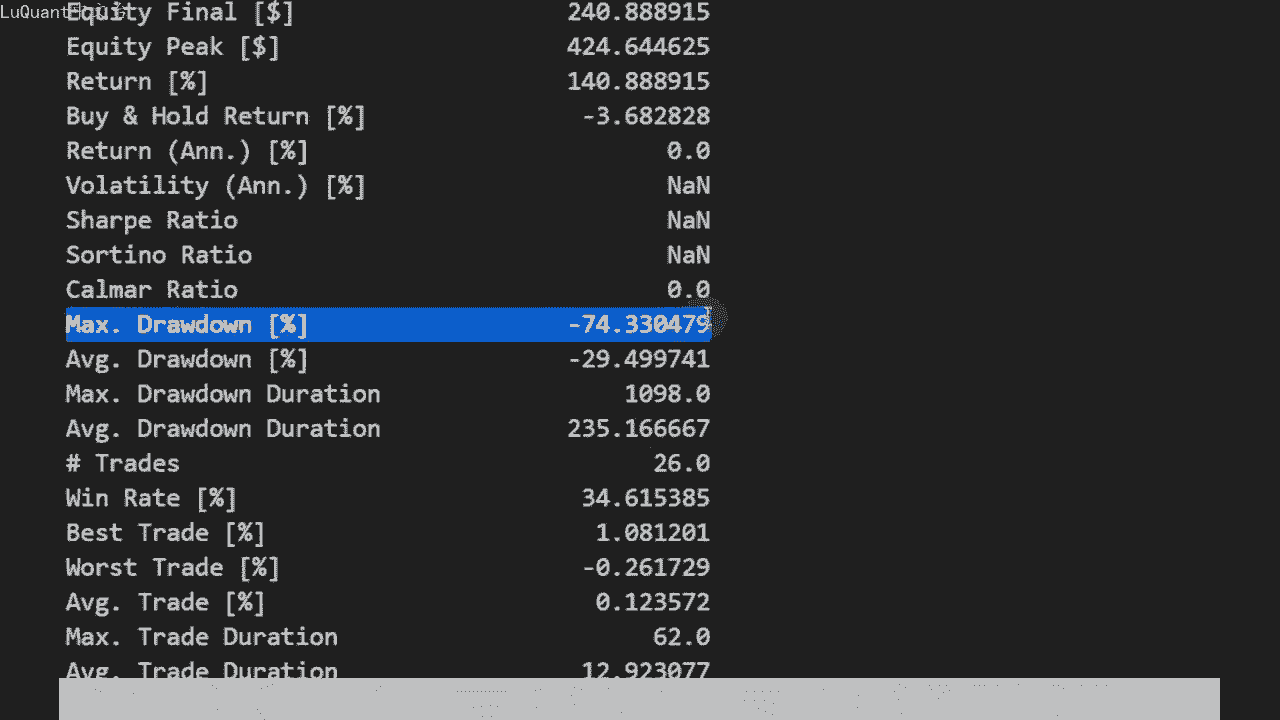 LuQuant
Equity Final [$] 240.888915
Equity Peak [$] 424.644625
Return [%] 140.888915
Buy & Hold Return [%] -3.682828
Return (Ann.) [%] 0.0
Volatility (Ann.) [%] NaN
Sharpe Ratio NaN
Sortino Ratio NaN
Calmar Ratio 0.0
Max. Drawdown [%] -74.330479
Avg. Drawdown [%] -29.499741
Max. Drawdown Duration 1098.0
Avg. Drawdown Duration 235.166667
# Trades 26.0
Win Rate [%] 34.615385
Best Trade [%] 1.081201
Worst Trade [%] -0.261729
Avg. Trade [%] 0.123572
Max. Trade Duration 62.0
Avg. Trade Duration 12.923077